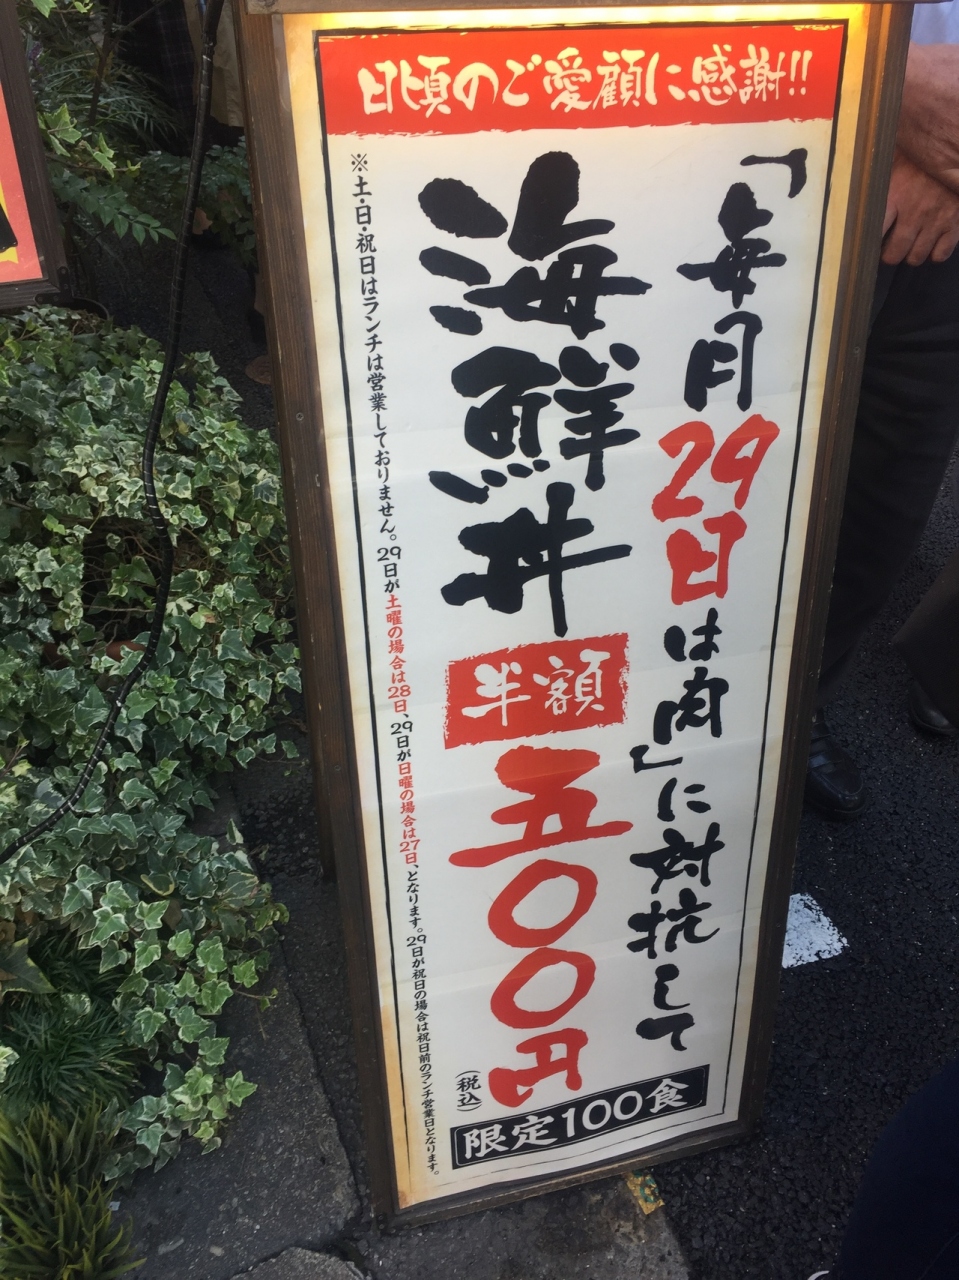 日頃のご愛顧に感謝!!
「毎月29日は肉」に対抗して
海鮮丼
半額
五〇〇円
(税込)
限定100食
※土・日・祝日はランチは営業しておりません。29日が土曜の場合は28日、29日が日曜の場合は27日、となります。29日が祝日の場合は祝日前のランチ営業日となります。